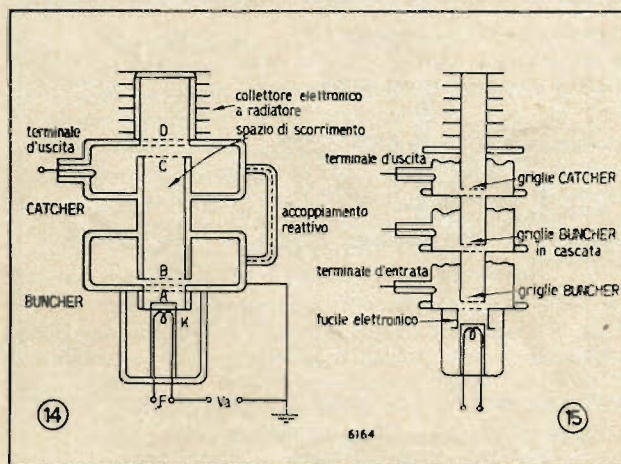 collettore elettronico
a radiatore
spazio di scorrimento
terminale
d'uscita
D
C
CATCHER
accoppiamento
reattivo
B
A
BUNCHER
K
F
Va
14
terminale d'uscita
griglie CATCHER
griglie BUNCHER
in cascata
terminale d'entrata
griglie BUNCHER
fucile elettronico
15
6164